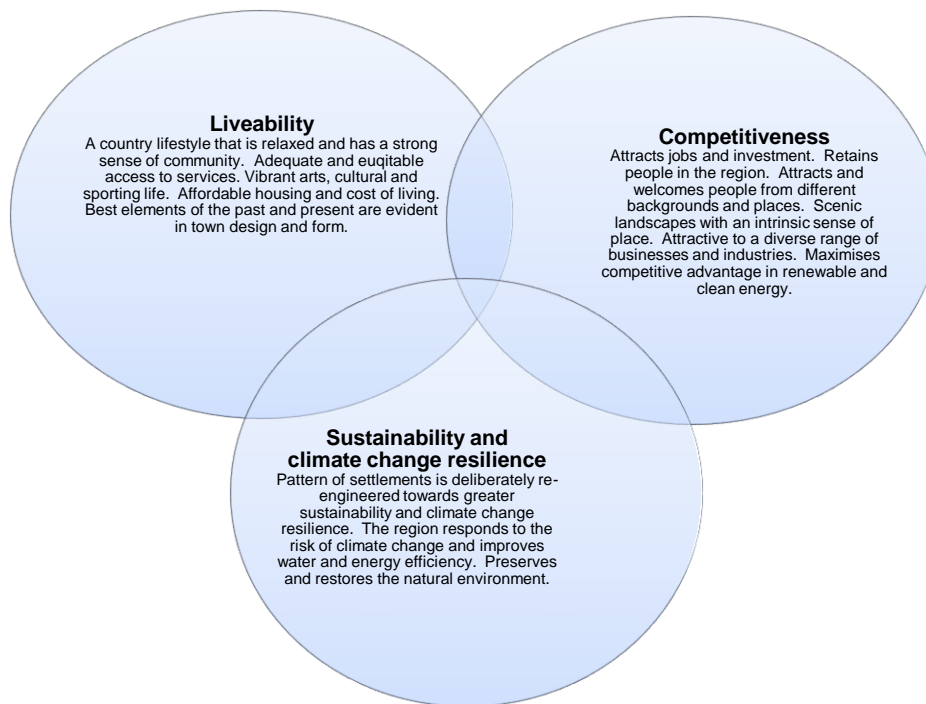 Liveability
A country lifestyle that is relaxed and has a strong
sense of community.  Adequate and euqitable
access to services. Vibrant arts, cultural and
sporting life.  Affordable housing and cost of living.
Best elements of the past and present are evident
in town design and form.
Competitiveness
Attracts jobs and investment.  Retains
people in the region.  Attracts and
welcomes people from different
backgrounds and places.  Scenic
landscapes with an intrinsic sense of
place.  Attractive to a diverse range of
businesses and industries.  Maximises
competitive advantage in renewable and
clean energy.
Sustainability and
climate change resilience
Pattern of settlements is deliberately re-
engineered towards greater
sustainability and climate change
resilience.  The region responds to the
risk of climate change and improves
water and energy efficiency.  Preserves
and restores the natural environment.